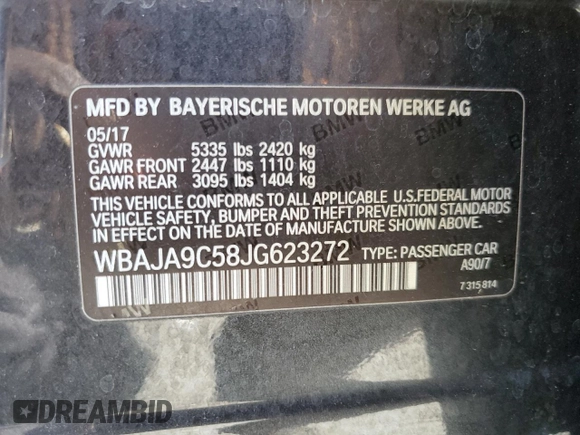 MFD BY BAYERISCHE MOTOREN WERKE AG
05/17
GVWR 5335 lbs 2420 kg
GAWR FRONT 2447 lbs 1110 kg
GAWR REAR 3095 lbs 1404 kg
THIS VEHICLE CONFORMS TO ALL APPLICABLE U.S.FEDERAL MOTOR
VEHICLE SAFETY, BUMPER AND THEFT PREVENTION STANDARDS
IN EFFECT ON THE DATE OF MANUFACTURE SHOWN ABOVE.
WBAJA9C58JG623272 TYPE: PASSENGER CAR
A90/7
7 315 814
DREAMBID